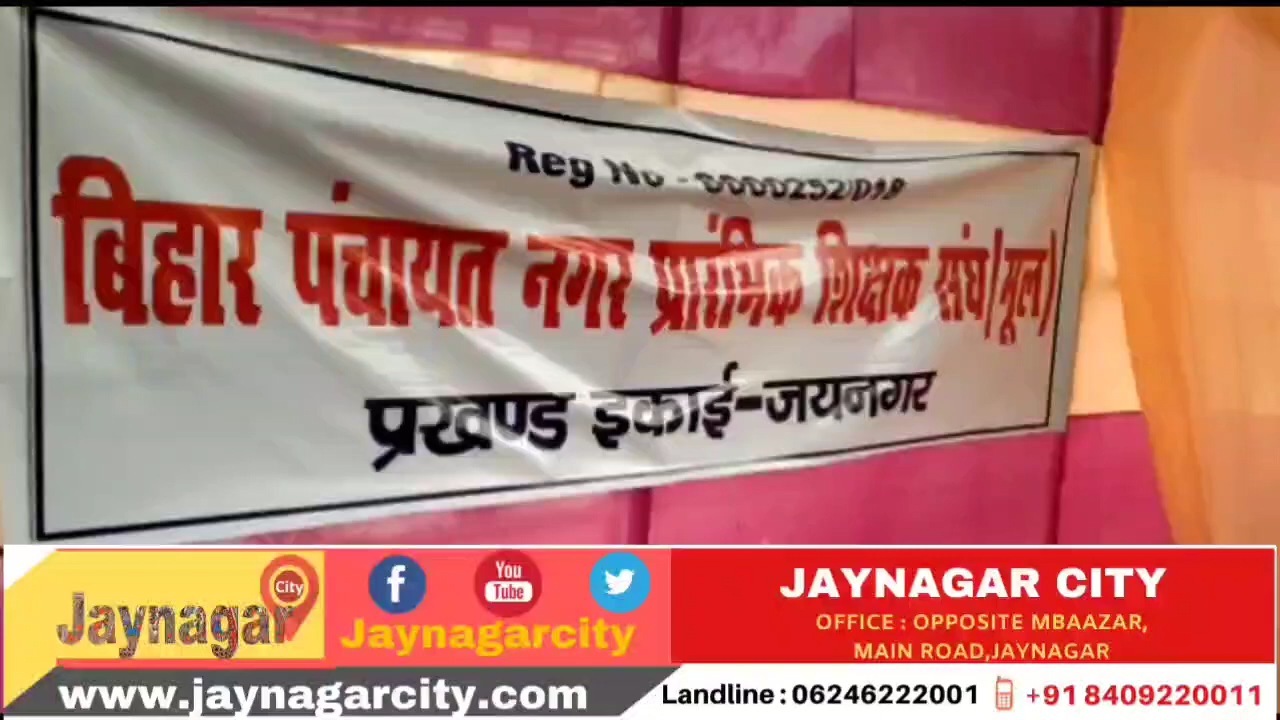 Reg No -
बिहार पंचायत नगर प्रारंभिक शिक्षक संघ(मूल)
प्रखण्ड इकाई-जयनगर
Jaynagar City
You Tube
Jaynagarcity
www.jaynagarcity.com
JAYNAGAR CITY
OFFICE : OPPOSITE MBAAZAR,
MAIN ROAD,JAYNAGAR
Landline : 06246222001 +91 8409220011